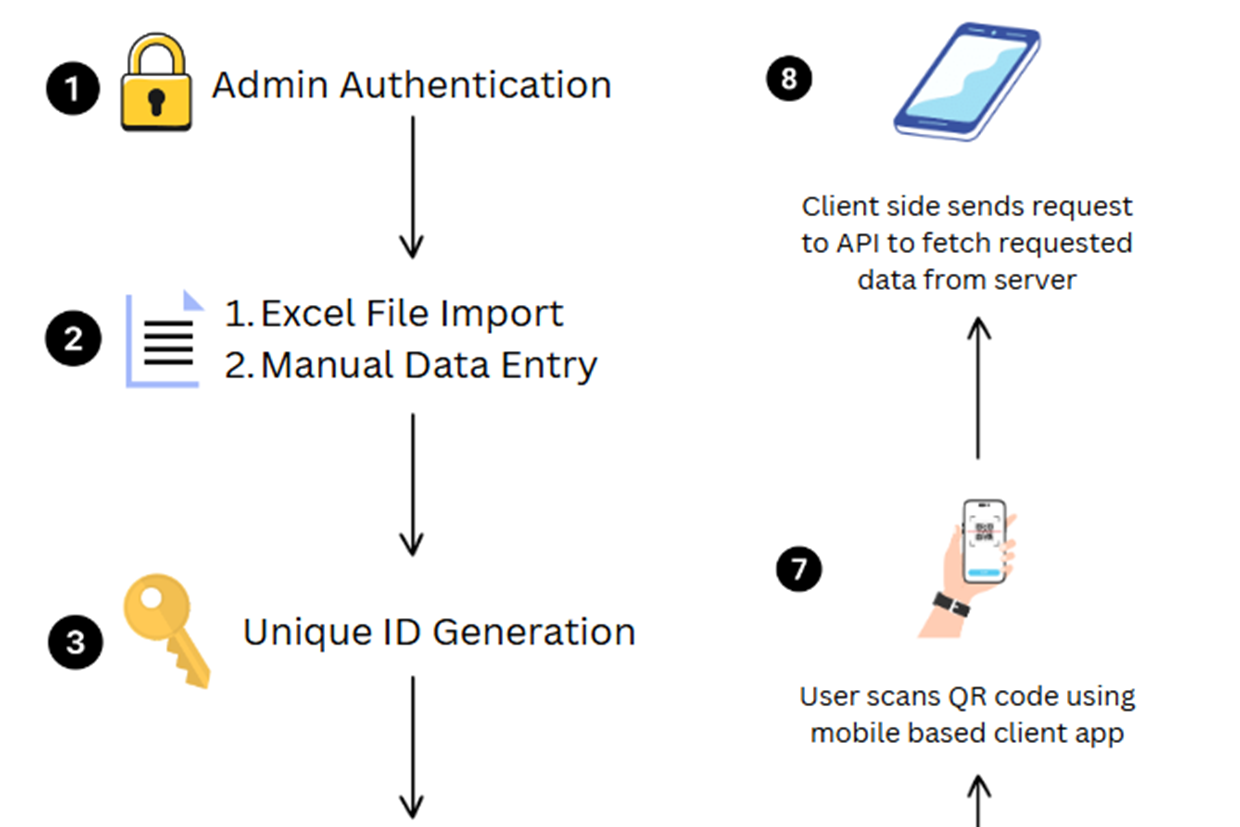 1
Admin Authentication
2
1. Excel File Import
2. Manual Data Entry
3
Unique ID Generation
8
Client side sends request
to API to fetch requested
data from server
7
User scans QR code using
mobile based client app